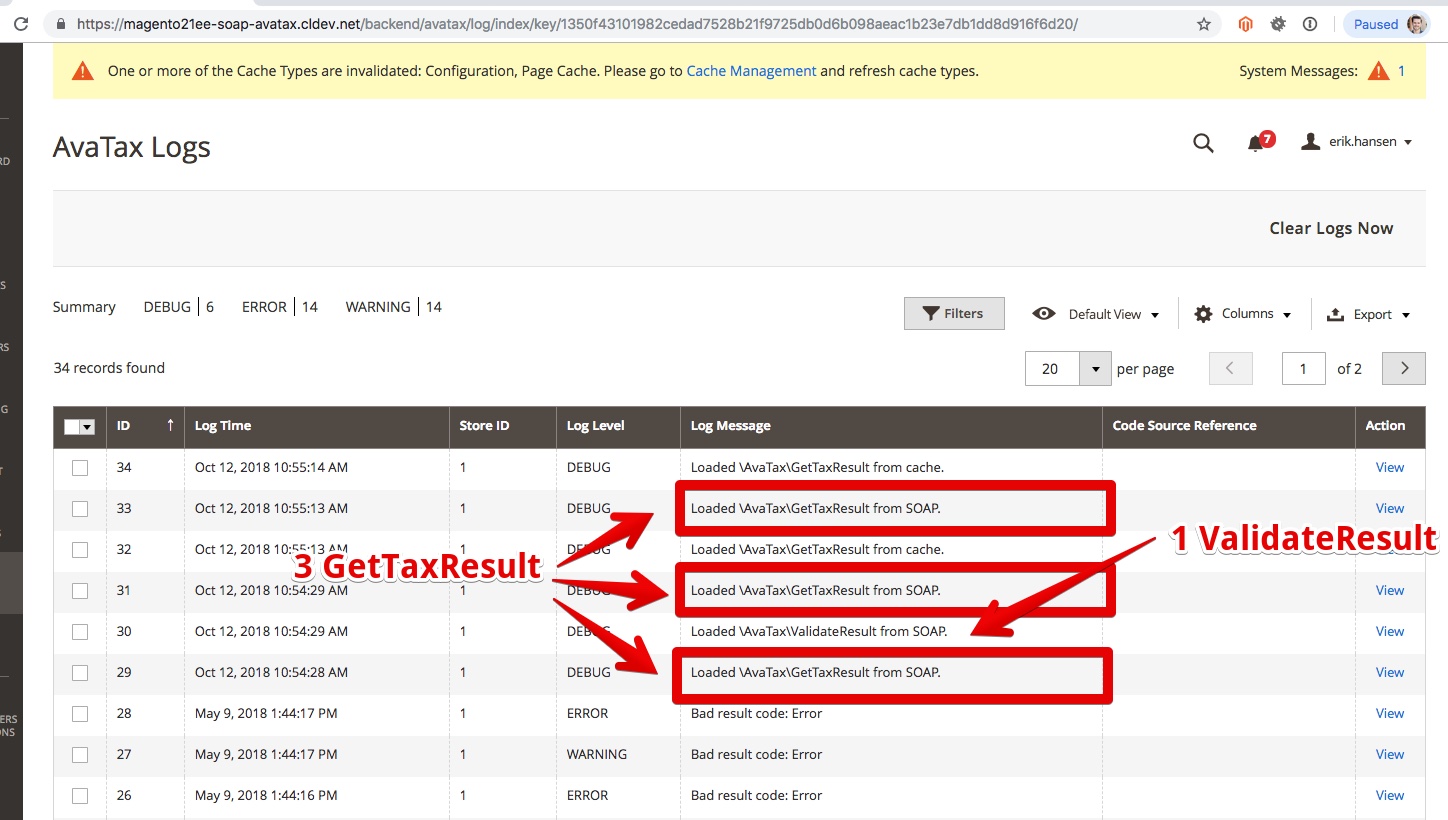 https://magento21ee-soap-avatax.cldev.net/backend/avatax/log/index/key/1350f43101982cedad7528b21f9725db0d6b098aeac1b23e7db1dd8d916f6d20/ Paused
One or more of the Cache Types are invalidated: Configuration, Page Cache. Please go to Cache Management and refresh cache types. System Messages: 1
AvaTax Logs 7 erik.hansen
Clear Logs Now
Summary DEBUG 6 ERROR 14 WARNING 14 Filters Default View Columns Export
34 records found 20 per page 1 of 2
ID ↑ Log Time Store ID Log Level Log Message Code Source Reference Action
34 Oct 12, 2018 10:55:14 AM 1 DEBUG Loaded \AvaTax\GetTaxResult from cache. View
33 Oct 12, 2018 10:55:13 AM 1 DEBUG Loaded \AvaTax\GetTaxResult from SOAP. View
1 ValidateResult
32 Oct 12, 2018 10:55:13 AM 1 DEBUG Loaded \AvaTax\GetTaxResult from cache.
3 GetTaxResult
31 Oct 12, 2018 10:54:29 AM 1 DEBUG Loaded \AvaTax\GetTaxResult from SOAP. View
30 Oct 12, 2018 10:54:29 AM 1 DEBUG Loaded \AvaTax\ValidateResult from SOAP. View
29 Oct 12, 2018 10:54:28 AM 1 DEBUG Loaded \AvaTax\GetTaxResult from SOAP. View
28 May 9, 2018 1:44:17 PM 1 ERROR Bad result code: Error View
27 May 9, 2018 1:44:17 PM 1 WARNING Bad result code: Error View
26 May 9, 2018 1:44:16 PM 1 ERROR Bad result code: Error View